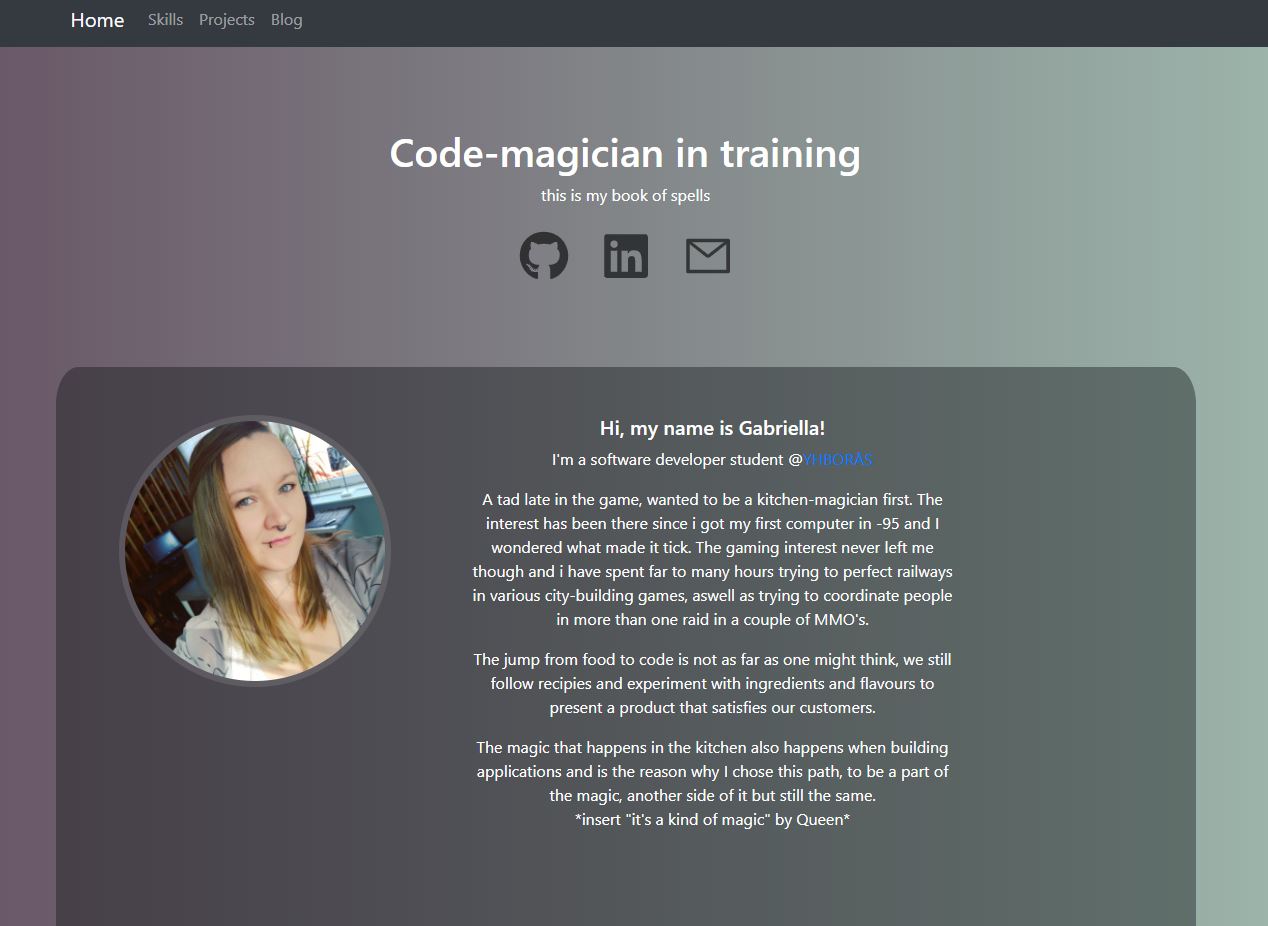 Home Skills Projects Blog
Code-magician in training
this is my book of spells
in
Hi, my name is Gabriella!
I'm a software developer student @YHBORÅS
A tad late in the game, wanted to be a kitchen-magician first. The
interest has been there since i got my first computer in -95 and I
wondered what made it tick. The gaming interest never left me
though and i have spent far to many hours trying to perfect railways
in various city-building games, aswell as trying to coordinate people
in more than one raid in a couple of MMO's.
The jump from food to code is not as far as one might think, we still
follow recipies and experiment with ingredients and flavours to
present a product that satisfies our customers.
The magic that happens in the kitchen also happens when building
applications and is the reason why I chose this path, to be a part of
the magic, another side of it but still the same.
*insert "it's a kind of magic" by Queen*